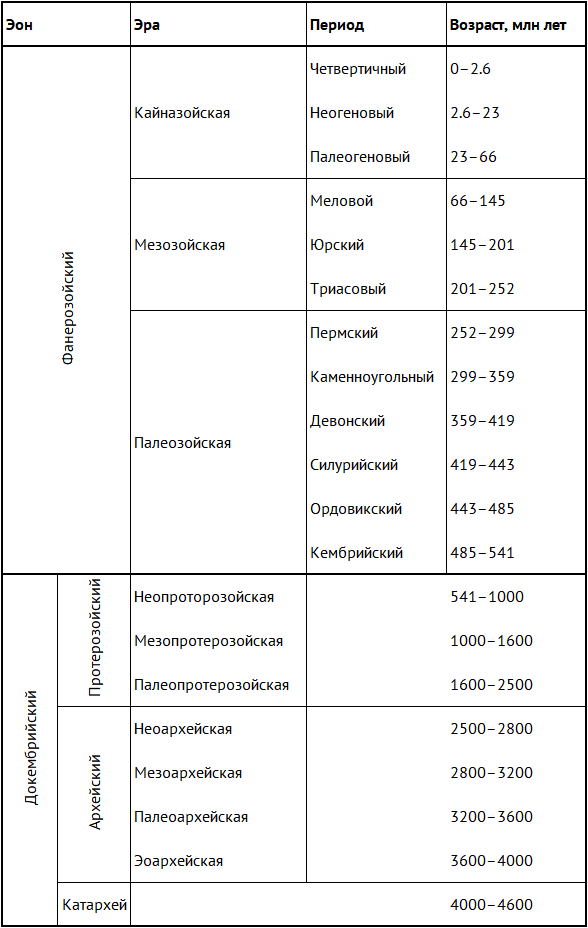 Эон Эра Период Возраст, млн лет
Фанерозойский
Кайназойская
Четвертичный 0–2.6
Неогеновый 2.6–23
Палеогеновый 23–66
Мезозойская
Меловой 66–145
Юрский 145–201
Триасовый 201–252
Палеозойская
Пермский 252–299
Каменноугольный 299–359
Девонский 359–419
Силурийский 419–443
Ордовикский 443–485
Кембрийский 485–541
Докембрийский
Протерозойский
Неопроторозойская 541–1000
Мезопротерозойская 1000–1600
Палеопротерозойская 1600–2500
Архейский
Неоархейская 2500–2800
Мезоархейская 2800–3200
Палеоархейская 3200–3600
Эоархейская 3600–4000
Катархей 4000–4600